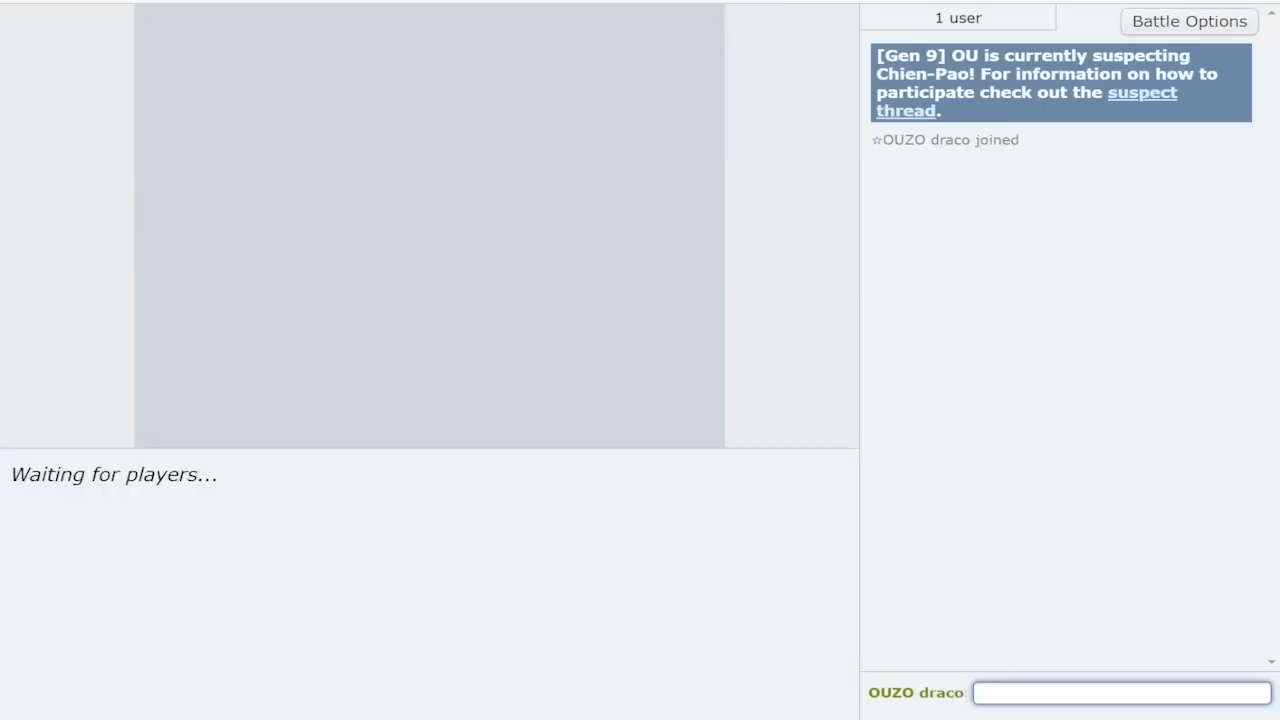 1 user
Battle Options
[Gen 9] OU is currently suspecting
Chien-Pao! For information on how to
participate check out the suspect
thread.
☆OUZO draco joined
Waiting for players...
OUZO draco: